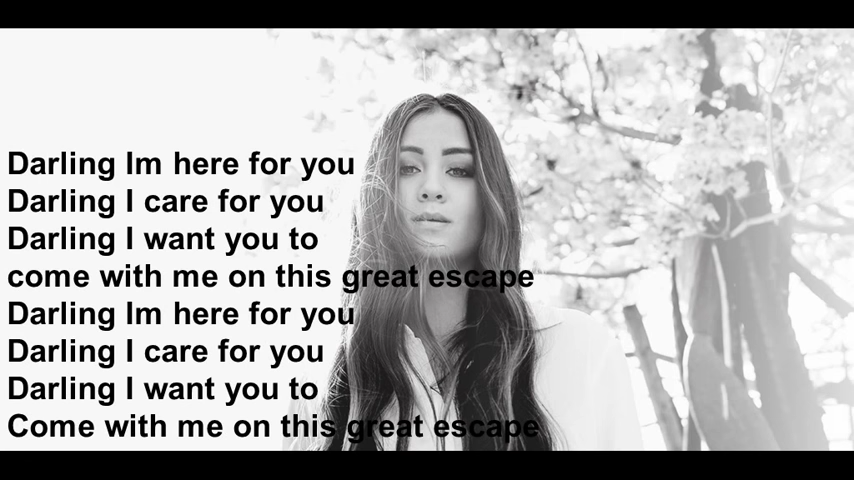 Darling Im here for you
Darling I care for you
Darling I want you to
come with me on this great escape
Darling Im here for you
Darling I care for you
Darling I want you to
Come with me on this great escape